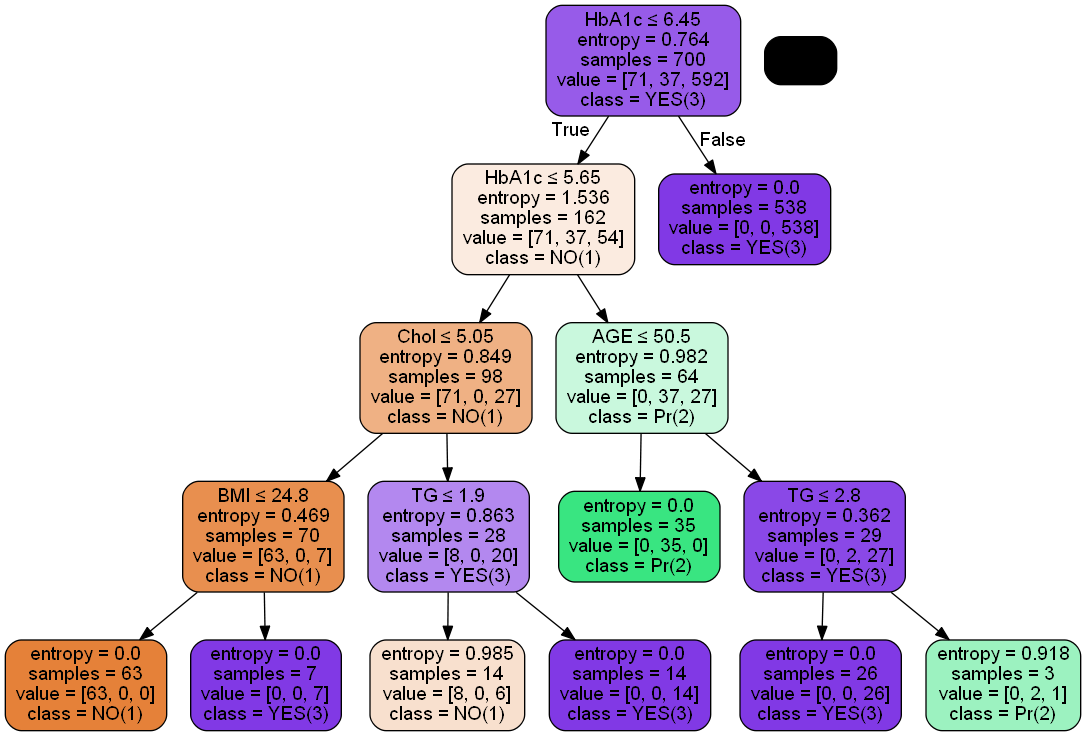 HbA1c ≤ 6.45
entropy = 0.764
samples = 700
value = [71, 37, 592]
class = YES(3)
True
False
HbA1c ≤ 5.65
entropy = 1.536
samples = 162
value = [71, 37, 54]
class = NO(1)
entropy = 0.0
samples = 538
value = [0, 0, 538]
class = YES(3)
Chol ≤ 5.05
entropy = 0.849
samples = 98
value = [71, 0, 27]
class = NO(1)
AGE ≤ 50.5
entropy = 0.982
samples = 64
value = [0, 37, 27]
class = Pr(2)
BMI ≤ 24.8
entropy = 0.469
samples = 70
value = [63, 0, 7]
class = NO(1)
TG ≤ 1.9
entropy = 0.863
samples = 28
value = [8, 0, 20]
class = YES(3)
entropy = 0.0
samples = 35
value = [0, 35, 0]
class = Pr(2)
TG ≤ 2.8
entropy = 0.362
samples = 29
value = [0, 2, 27]
class = YES(3)
entropy = 0.0
samples = 63
value = [63, 0, 0]
class = NO(1)
entropy = 0.0
samples = 7
value = [0, 0, 7]
class = YES(3)
entropy = 0.985
samples = 14
value = [8, 0, 6]
class = NO(1)
entropy = 0.0
samples = 14
value = [0, 0, 14]
class = YES(3)
entropy = 0.0
samples = 26
value = [0, 0, 26]
class = YES(3)
entropy = 0.918
samples = 3
value = [0, 2, 1]
class = Pr(2)